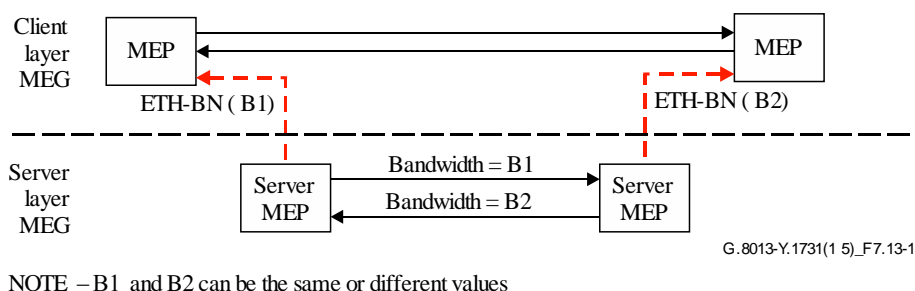 Client
layer
MEG
MEP
MEP
ETH-BN ( B1)
ETH-BN ( B2)
Server
layer
MEG
Server
MEP
Bandwidth = B1
Bandwidth = B2
Server
MEP
G.8013-Y.1731(1 5)_F7.13-1
NOTE – B1 and B2 can be the same or different values